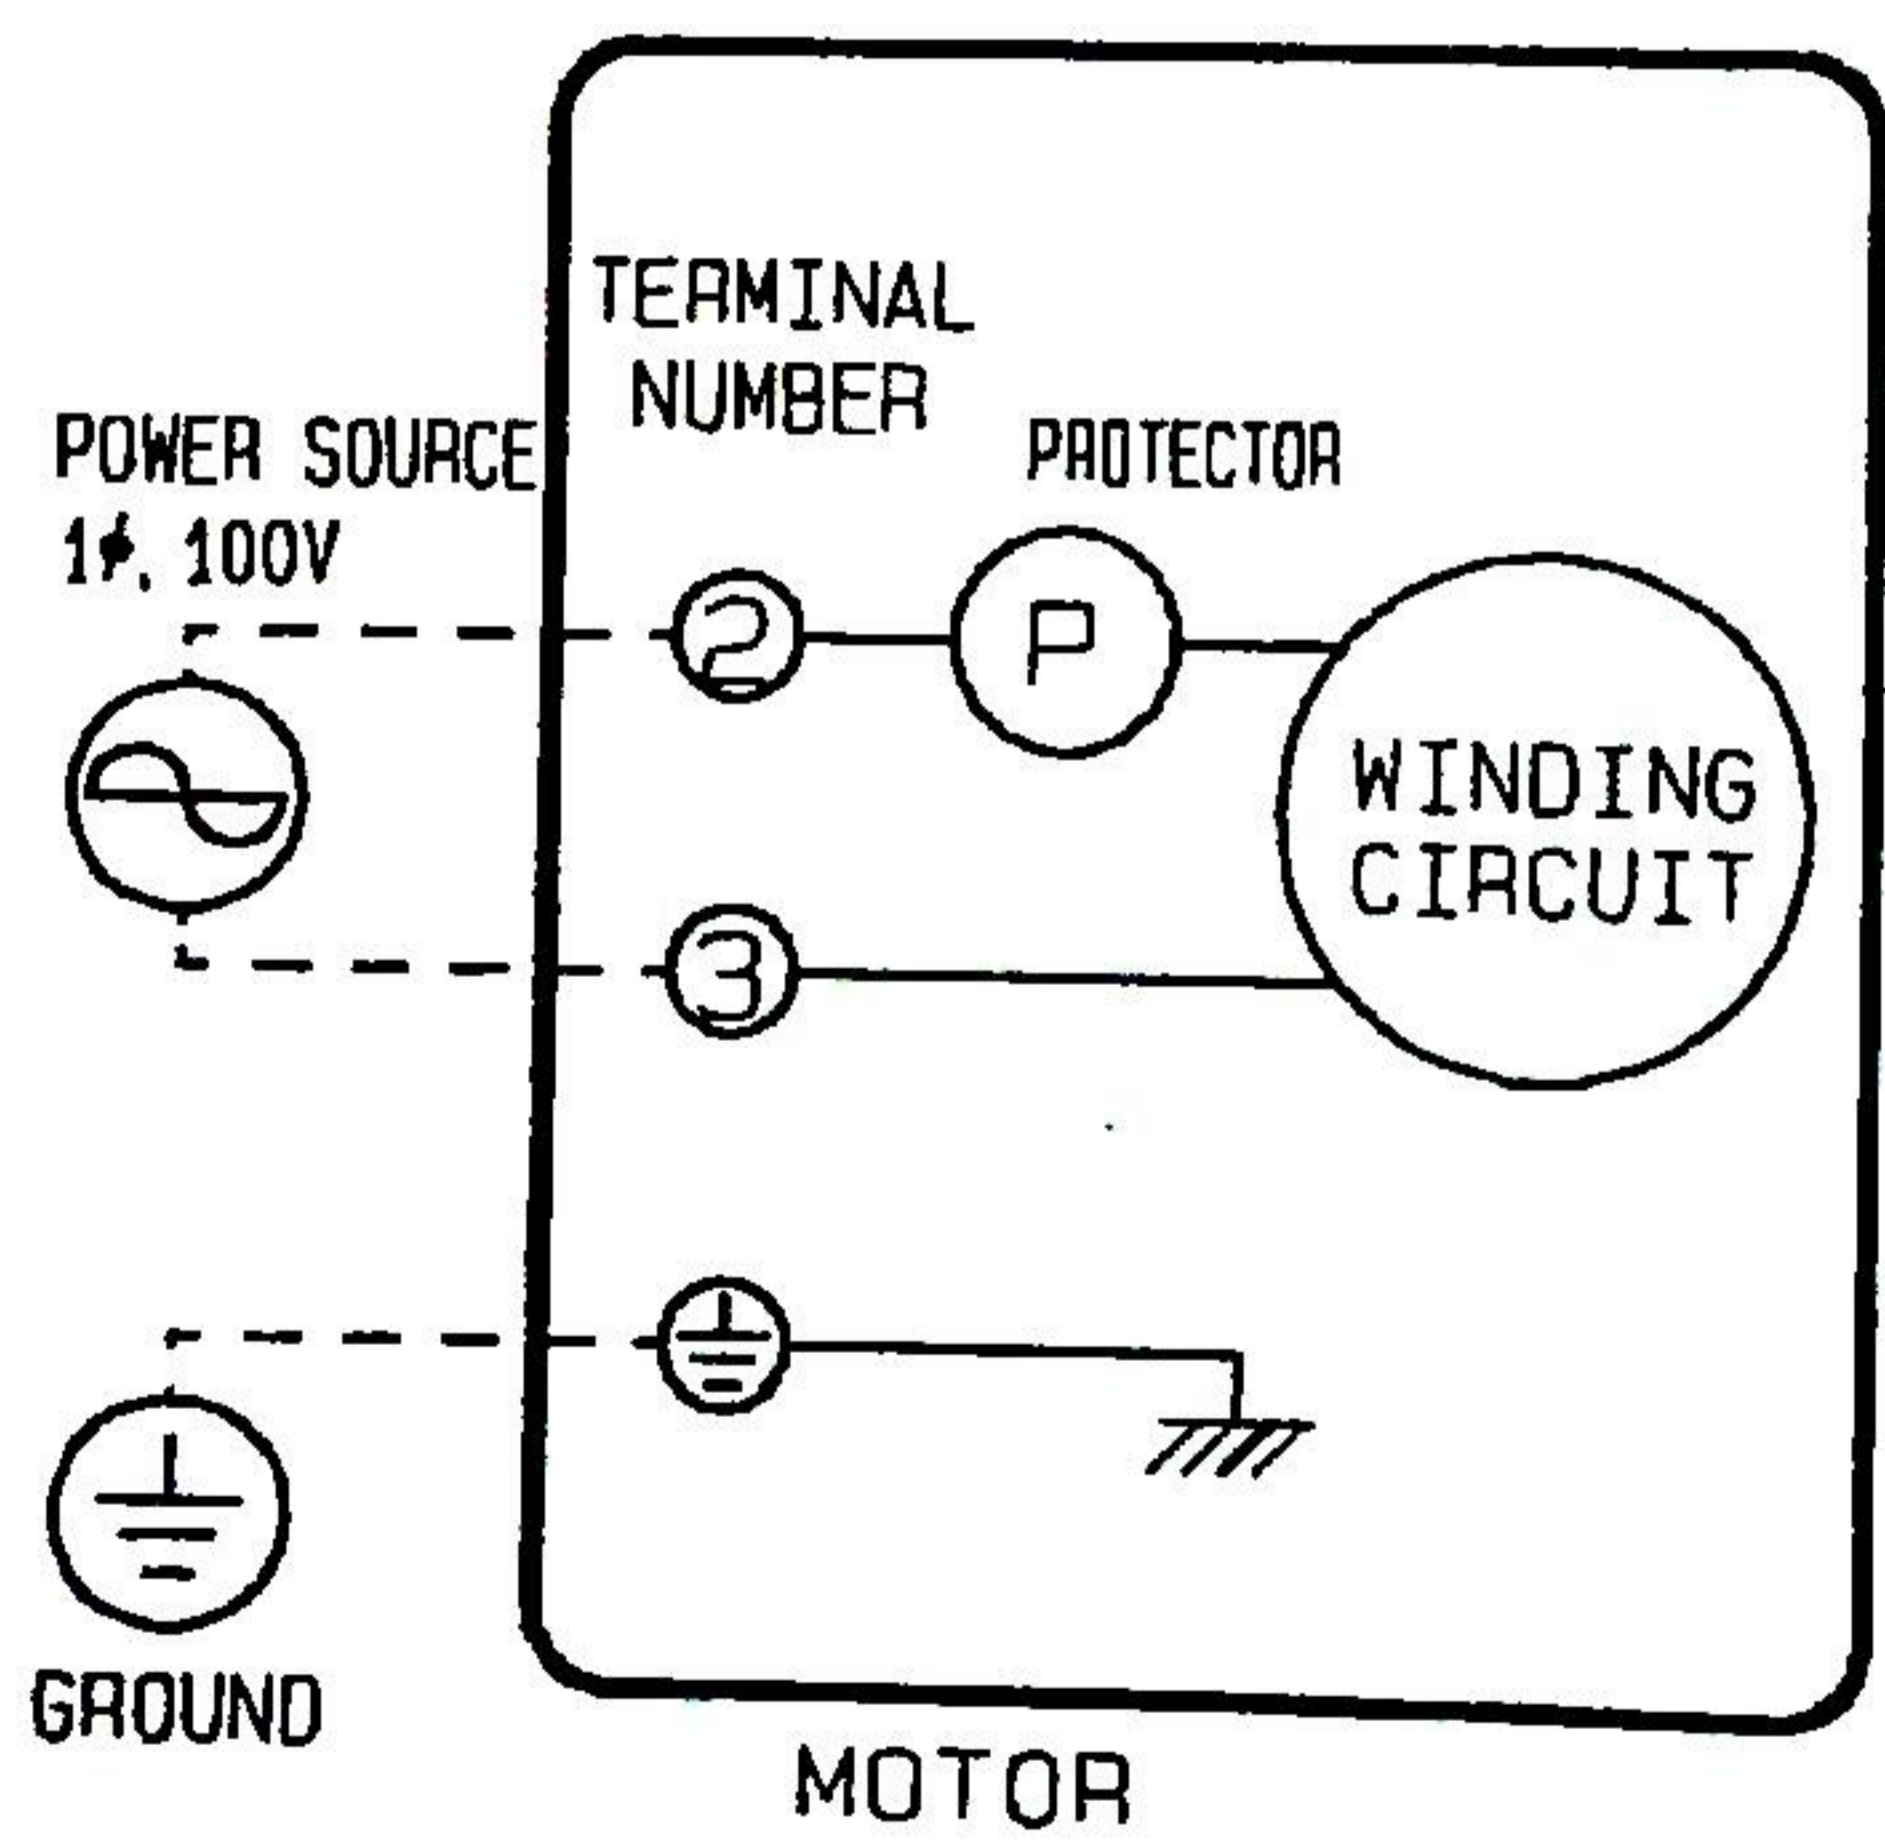 TERMINAL
NUMBER
POWER SOURCE
1φ, 100V
PROTECTOR
2
P
WINDING
CIRCUIT
3
GROUND
MOTOR